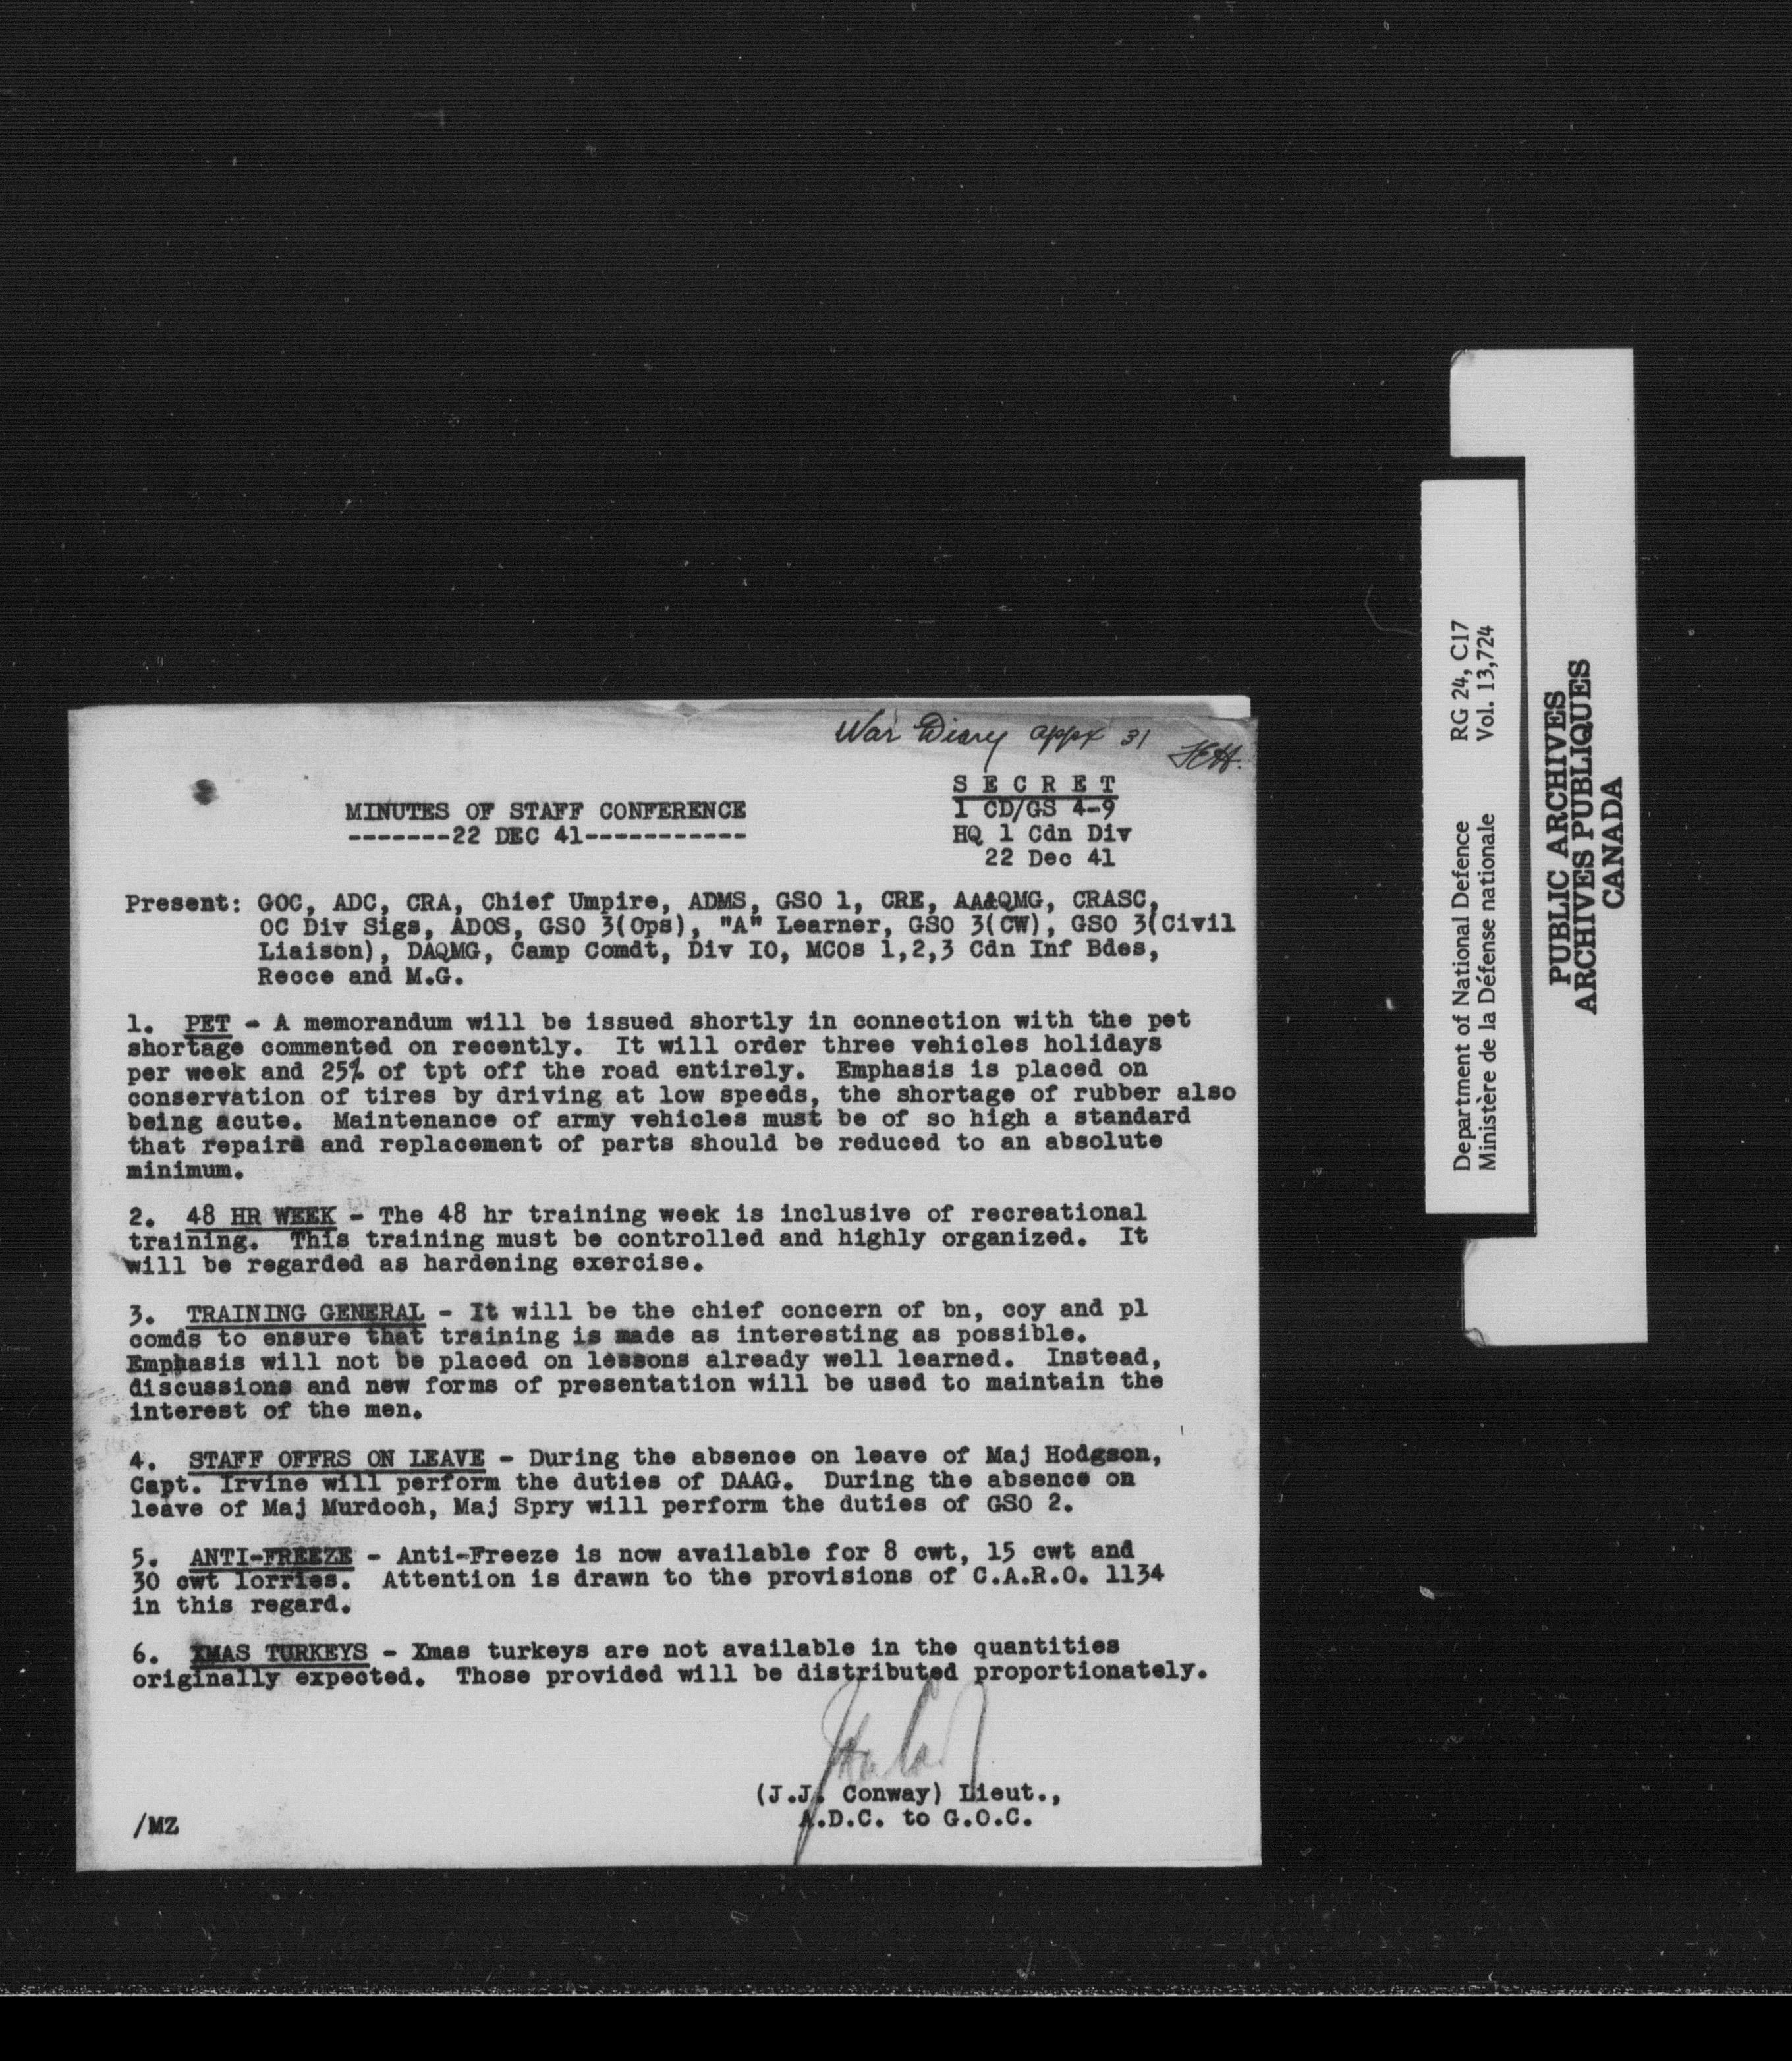 War Diary appx 31
S E C R E T
1 CD/GS 4-9
HQ 1 Cdn Div
22 Dec 41
MINUTES OF STAFF CONFERENCE
-------22 DEC 41-----------
Present: GOC, ADC, CRA, Chief Umpire, ADMS, GSO 1, CRE, AA&QMG, CRASC,
OC Div Sigs, ADOS, GSO 3(Ops), "A" Learner, GSO 3(CW), GSO 3(Civil
Liaison), DAQMG, Camp Comdt, Div IO, MCOs 1,2,3 Cdn Inf Bdes,
Recce and M.G.
1. PET - A memorandum will be issued shortly in connection with the pet
shortage commented on recently. It will order three vehicles holidays
per week and 25% of tpt off the road entirely. Emphasis is placed on
conservation of tires by driving at low speeds, the shortage of rubber also
being acute. Maintenance of army vehicles must be of so high a standard
that repairs and replacement of parts should be reduced to an absolute
minimum.
2. 48 HR WEEK - The 48 hr training week is inclusive of recreational
training. This training must be controlled and highly organized. It
will be regarded as hardening exercise.
3. TRAINING GENERAL - It will be the chief concern of bn, coy and pl
comds to ensure that training is made as interesting as possible.
Emphasis will not be placed on lessons already well learned. Instead,
discussions and new forms of presentation will be used to maintain the
interest of the men.
4. STAFF OFFRS ON LEAVE - During the absence on leave of Maj Hodgson,
Capt. Irvine will perform the duties of DAAG. During the absence on
leave of Maj Murdoch, Maj Spry will perform the duties of GSO 2.
5. ANTI-FREEZE - Anti-Freeze is now available for 8 cwt, 15 cwt and
30 cwt lorries. Attention is drawn to the provisions of C.A.R.O. 1134
in this regard.
6. XMAS TURKEYS - Xmas turkeys are not available in the quantities
originally expected. Those provided will be distributed proportionately.
(J.J. Conway) Lieut.,
A.D.C. to G.O.C.
/MZ
Department of National Defence RG 24, C17
Ministère de la Défense nationale Vol. 13,724
PUBLIC ARCHIVES
ARCHIVES PUBLIQUES
CANADA